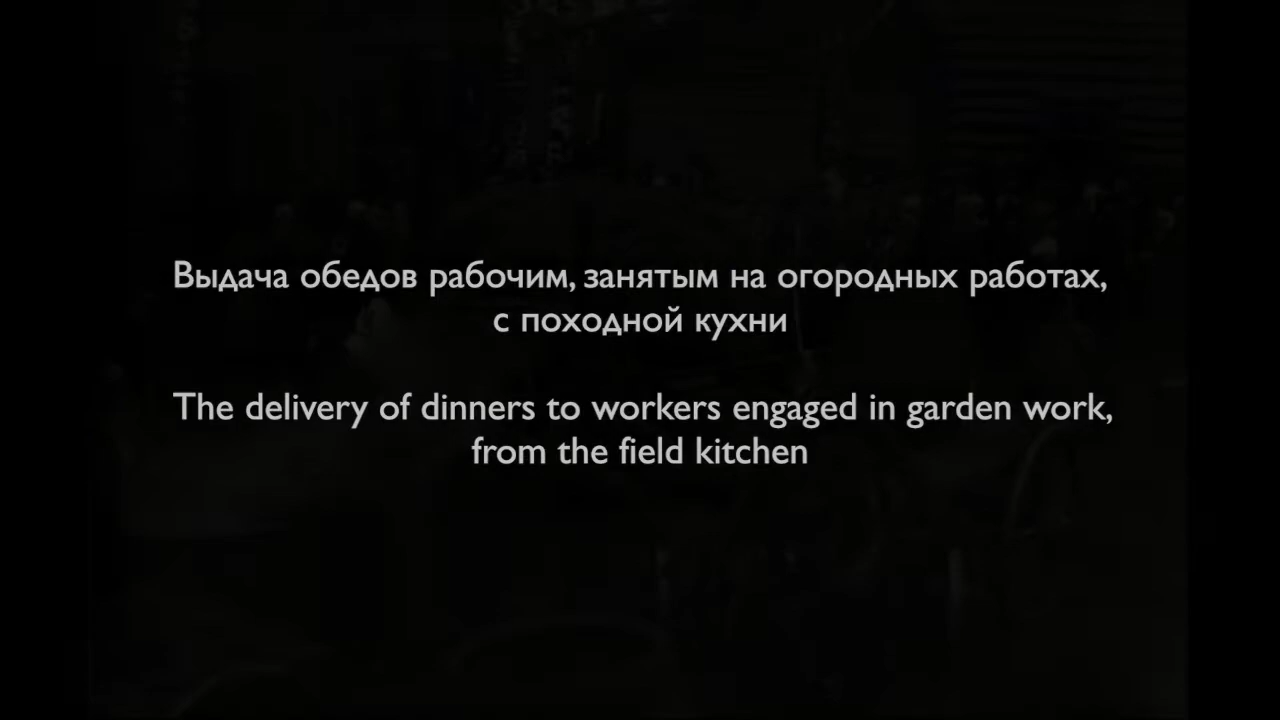 Выдача обедов рабочим, занятым на огородных работах,
с походной кухни
The delivery of dinners to workers engaged in garden work,
from the field kitchen